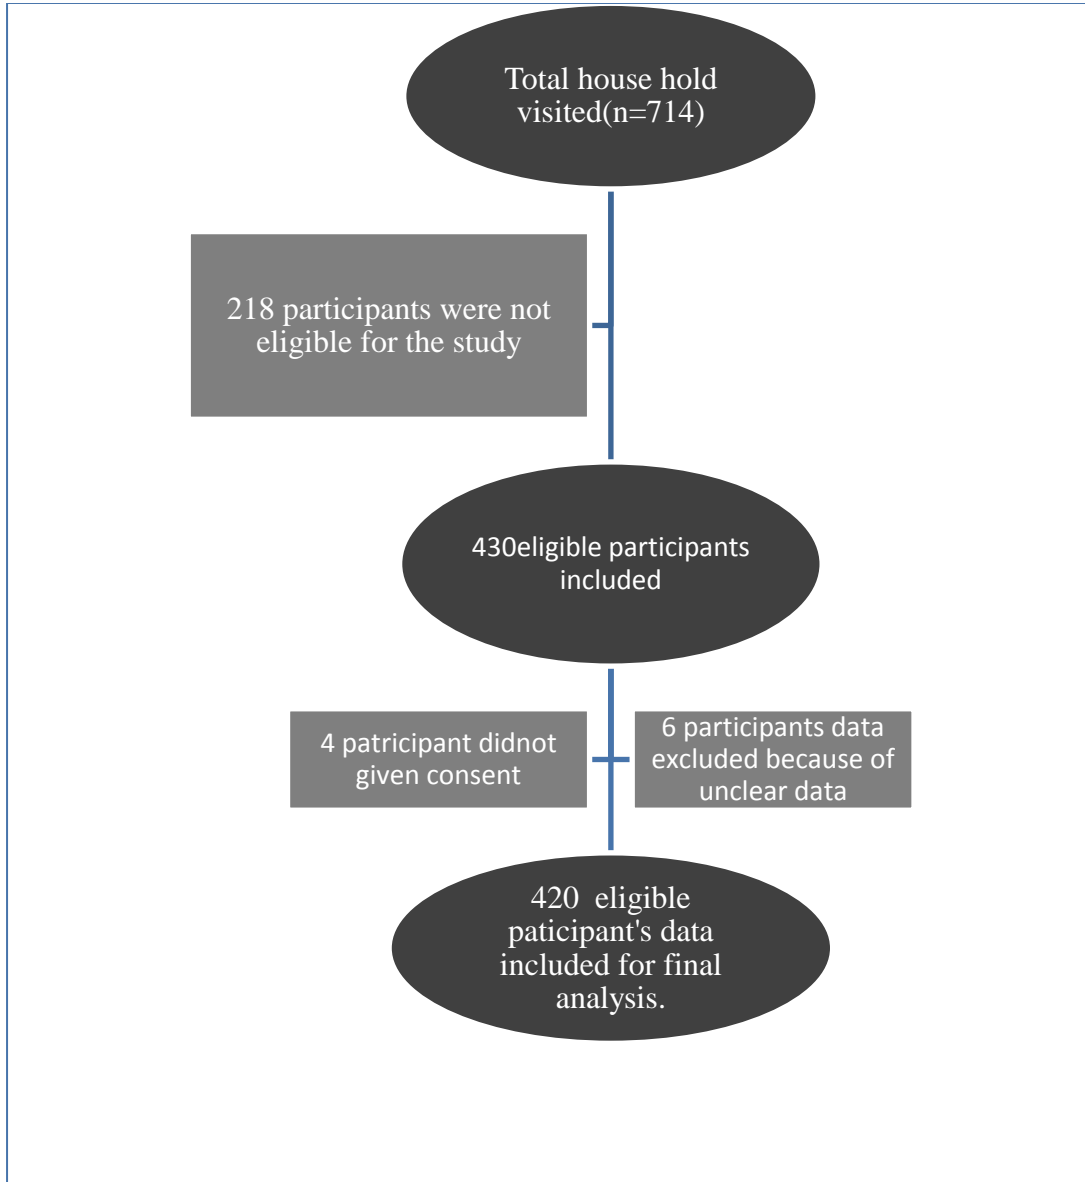 Total house hold
visited(n=714)
218 participants were not
eligible for the study
430eligible participants
included
4 patricipant didnot
given consent
6 participants data
excluded because of
unclear data
420  eligible
paticipant's data
included for final
analysis.